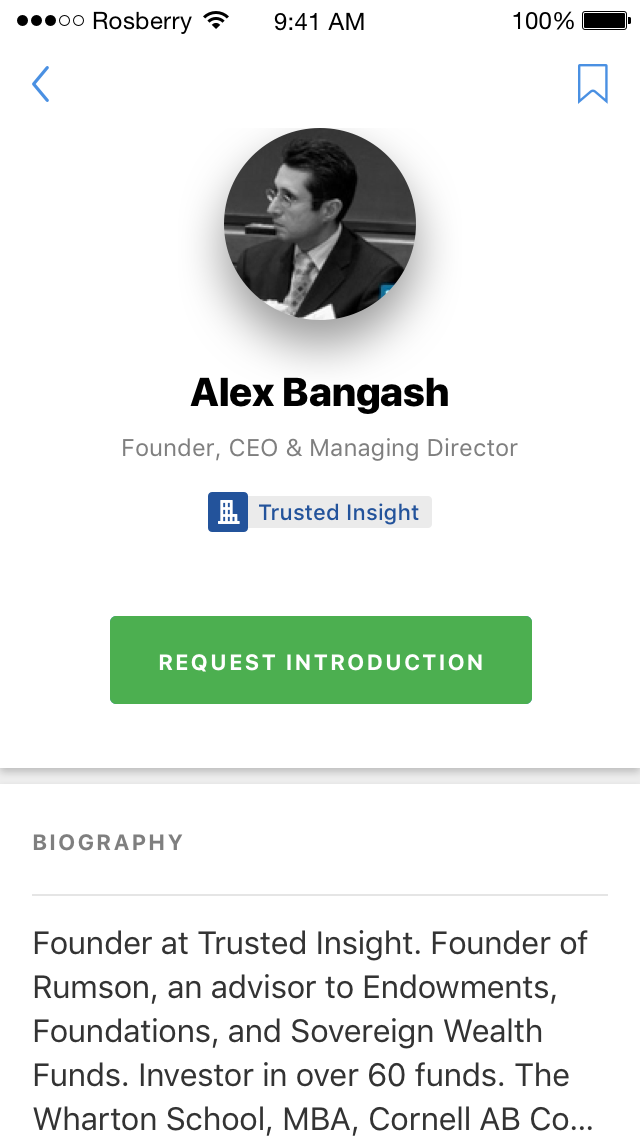 Rosberry 9:41 AM 100%
Alex Bangash
Founder, CEO & Managing Director
Trusted Insight
REQUEST INTRODUCTION
BIOGRAPHY
Founder at Trusted Insight. Founder of
Rumson, an advisor to Endowments,
Foundations, and Sovereign Wealth
Funds. Investor in over 60 funds. The
Wharton School, MBA, Cornell AB Co...